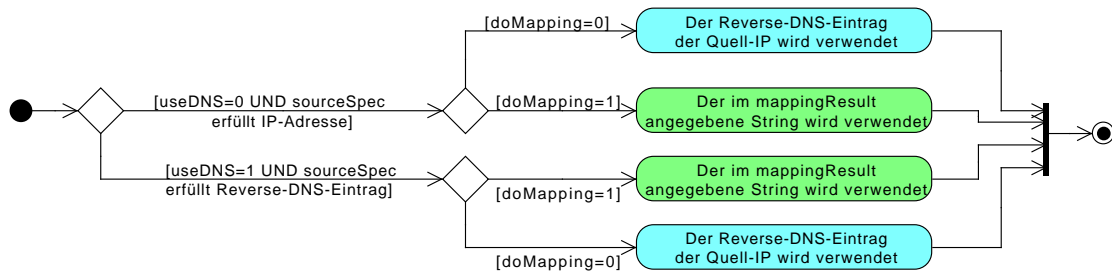 [doMapping=0]
Der Reverse-DNS-Eintrag
der Quell-IP wird verwendet
[useDNS=0 UND sourceSpec
erfüllt IP-Adresse]
[doMapping=1]
Der im mappingResult
angegebene String wird verwendet
[useDNS=1 UND sourceSpec
erfüllt Reverse-DNS-Eintrag]
[doMapping=1]
Der im mappingResult
angegebene String wird verwendet
[doMapping=0]
Der Reverse-DNS-Eintrag
der Quell-IP wird verwendet